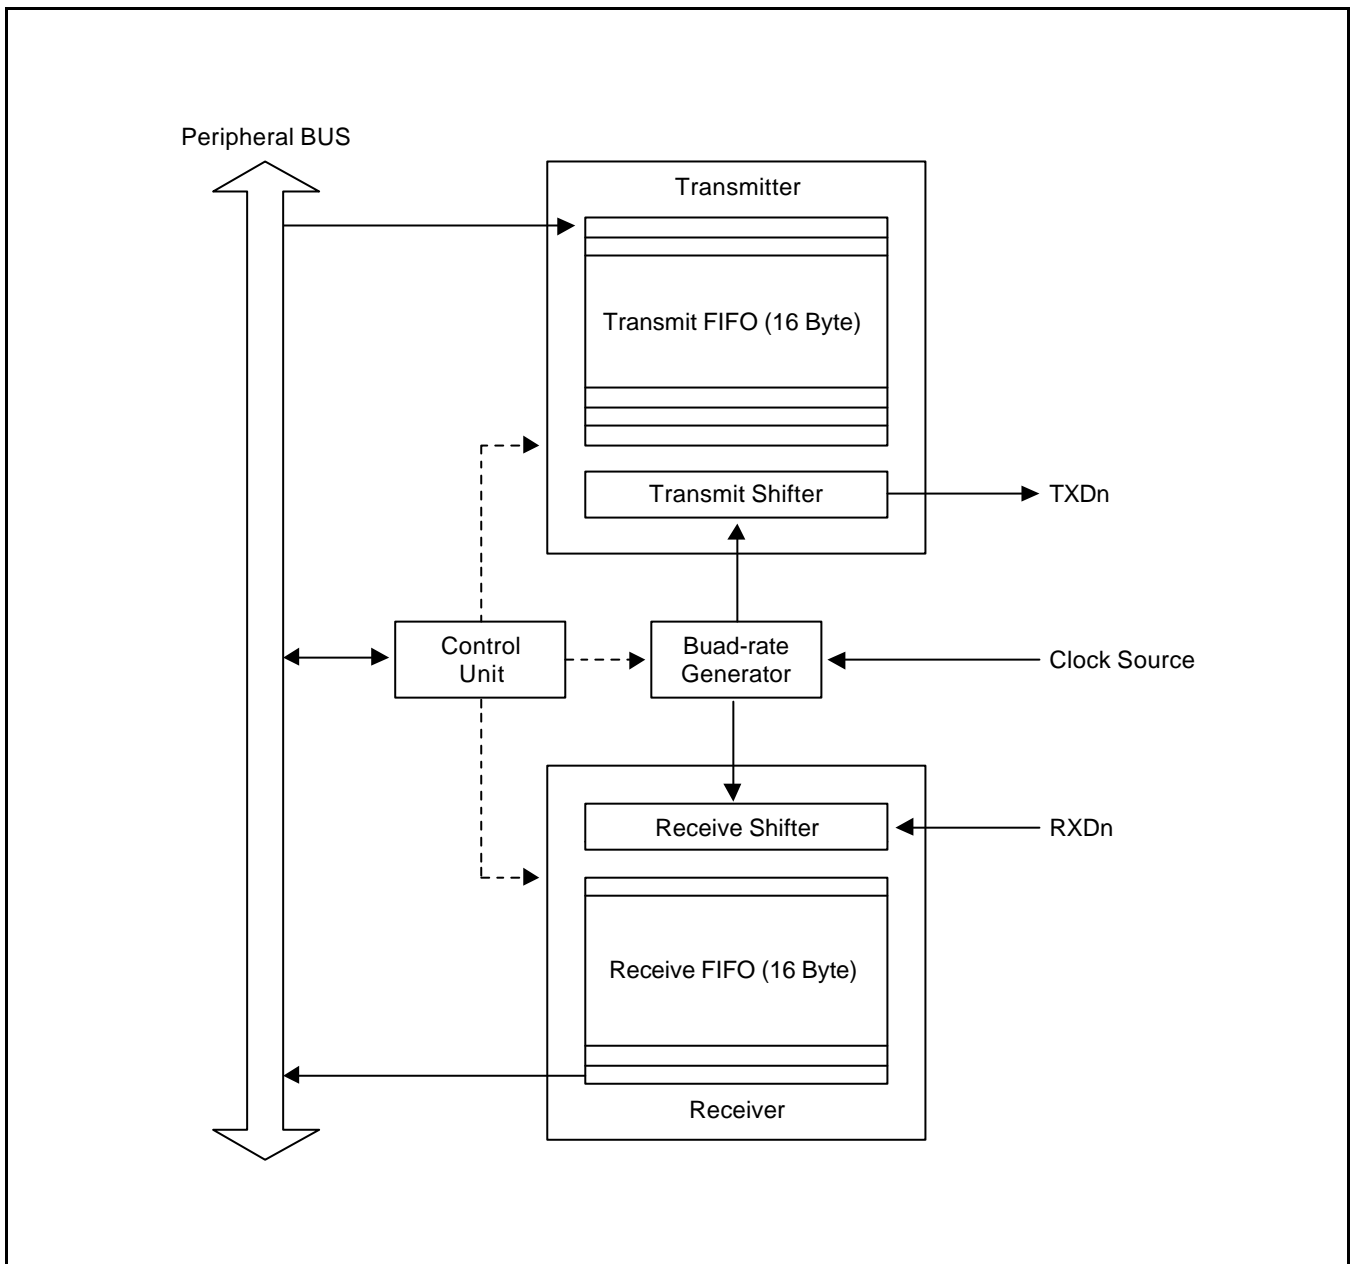 Peripheral BUS
Transmitter
Transmit FIFO (16 Byte)
Transmit Shifter
TXDn
Control
Unit
Buad-rate
Generator
Clock Source
Receive Shifter
RXDn
Receive FIFO (16 Byte)
Receiver